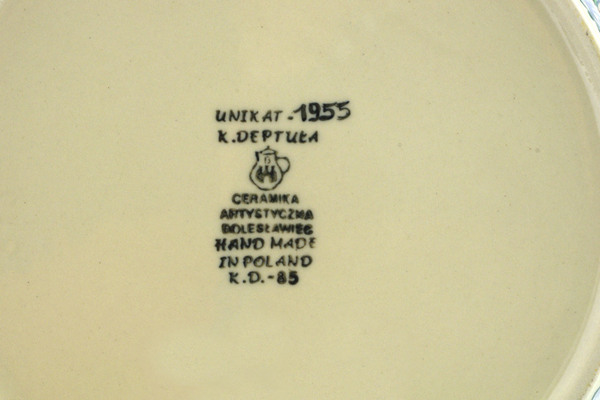 UNIKAT-1955
K.DEPTUŁA
CERAMIKA
ARTYSTYCZNA
BOLESŁAWIEC
HAND MADE
IN POLAND
K.D.-85